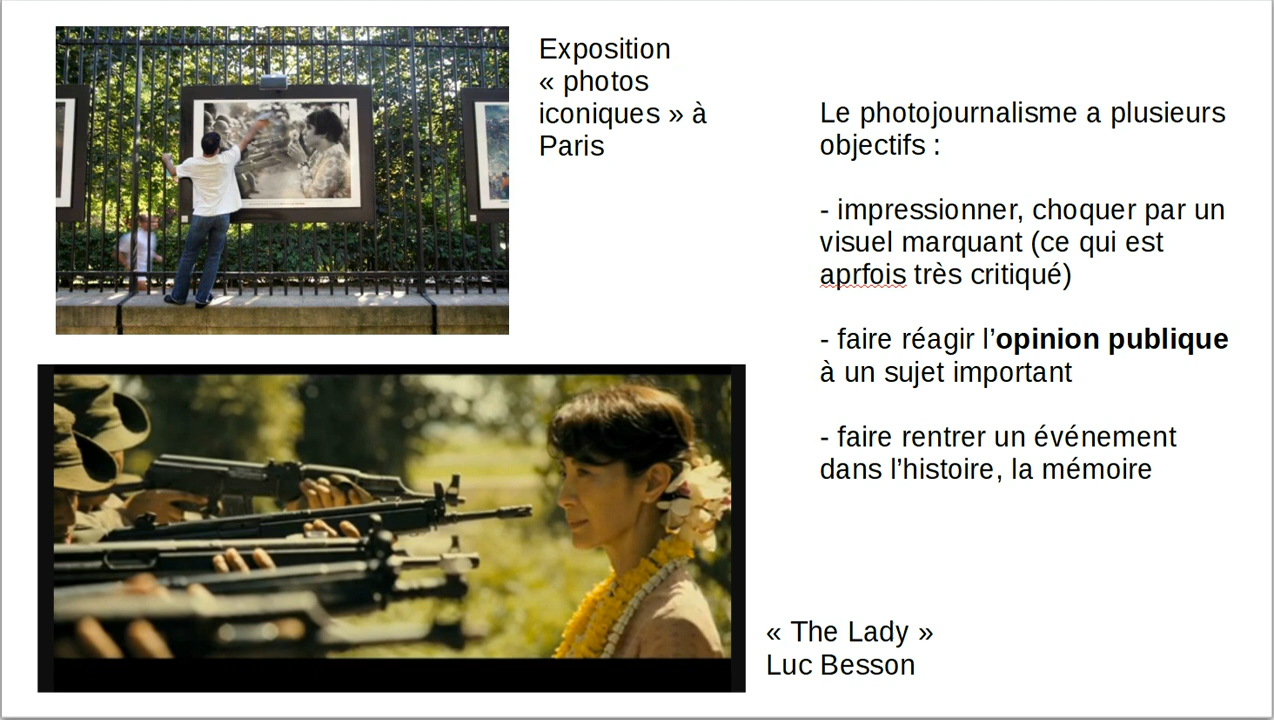 Exposition
« photos
iconiques » à
Paris
Le photojournalisme a plusieurs
objectifs :
- impressionner, choquer par un
visuel marquant (ce qui est
aprfois très critiqué)
- faire réagir l’opinion publique
à un sujet important
- faire rentrer un événement
dans l’histoire, la mémoire
« The Lady »
Luc Besson